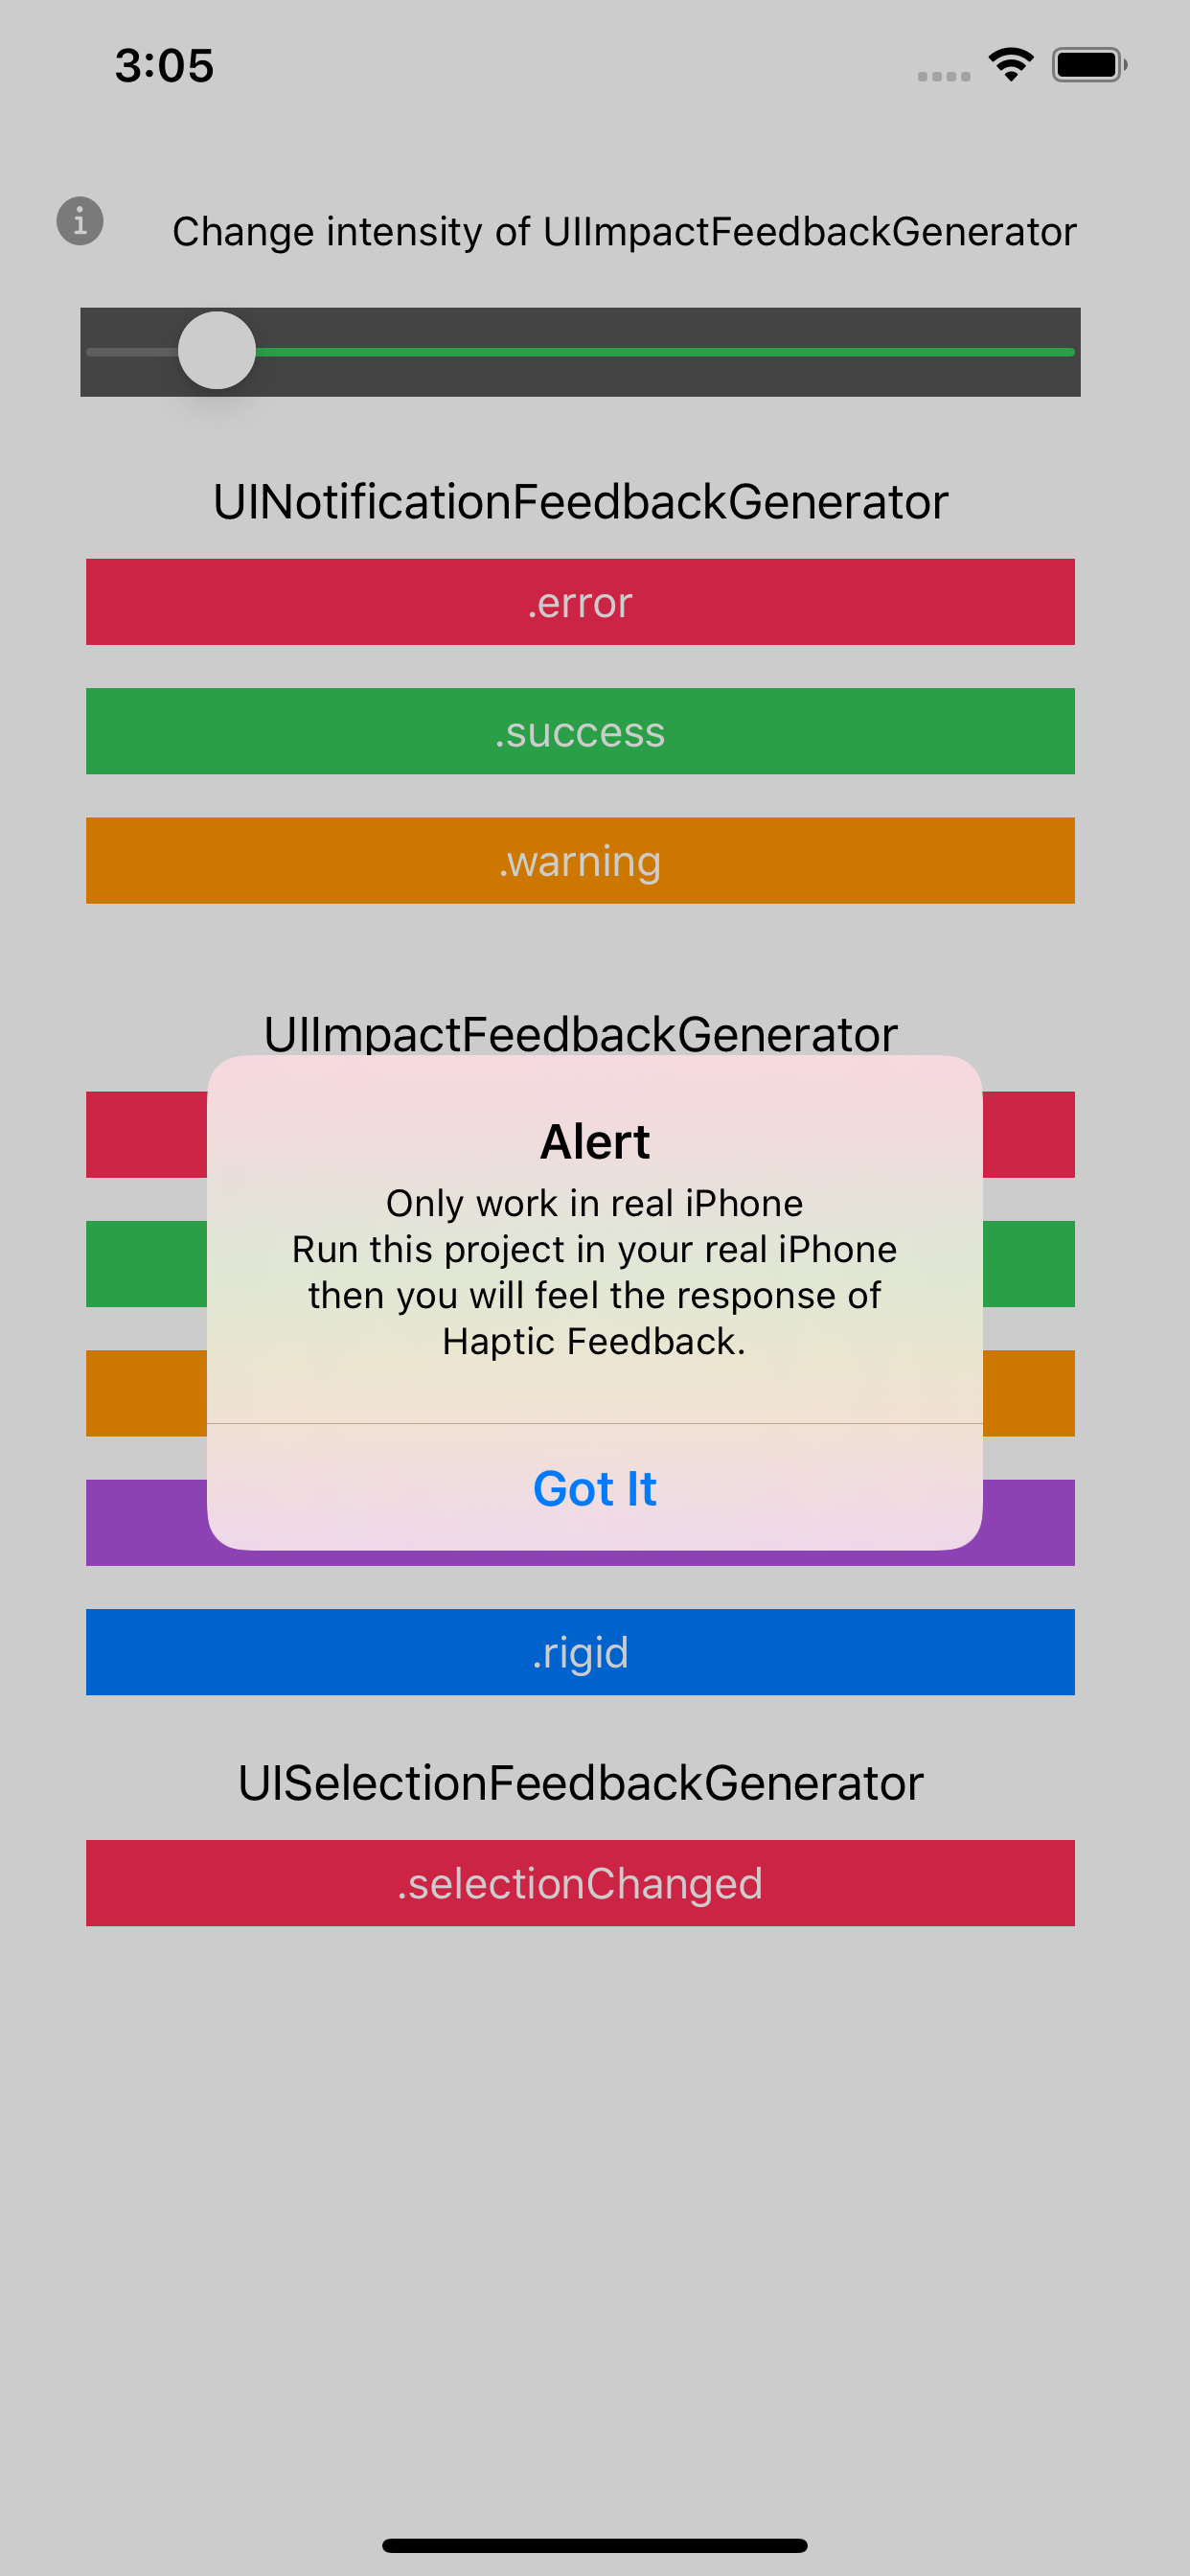 3:05
Change intensity of UIImpactFeedbackGenerator
UINotificationFeedbackGenerator
.error
.success
.warning
UIImpactFeedbackGenerator
Alert
Only work in real iPhone
Run this project in your real iPhone
then you will feel the response of
Haptic Feedback.
Got It
.rigid
UISelectionFeedbackGenerator
.selectionChanged